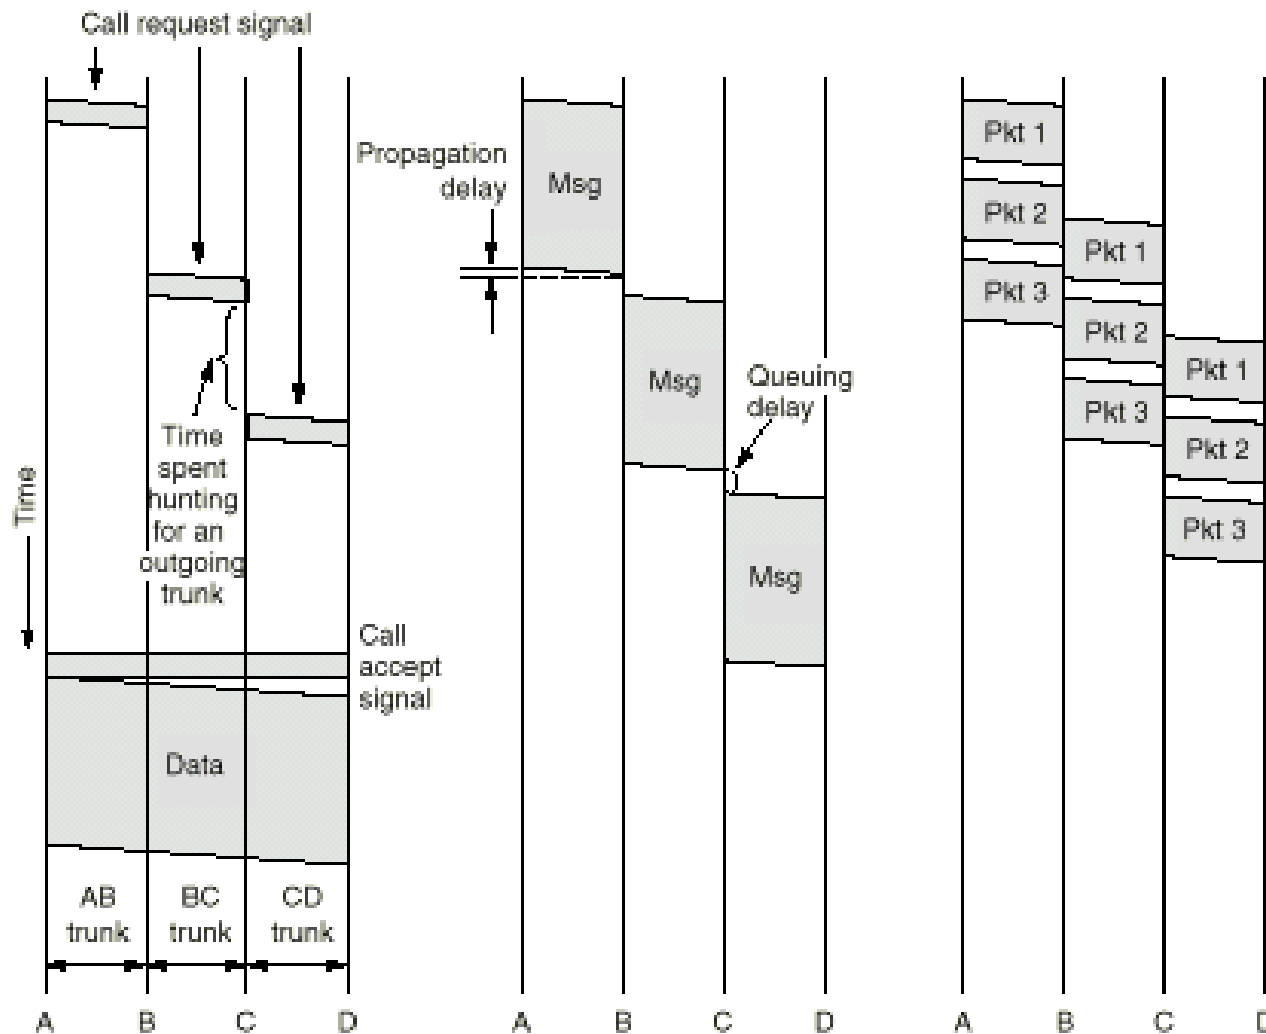 Call request signal
Propagation
delay
Msg
Msg
Queuing
delay
Msg
Pkt 1
Pkt 2
Pkt 1
Pkt 3
Pkt 2
Pkt 1
Pkt 3
Pkt 2
Pkt 3
Time
spent
hunting
for an
outgoing
trunk
Time
Call
accept
signal
Data
AB
trunk
BC
trunk
CD
trunk
A
B
C
D
A
B
C
D
A
B
C